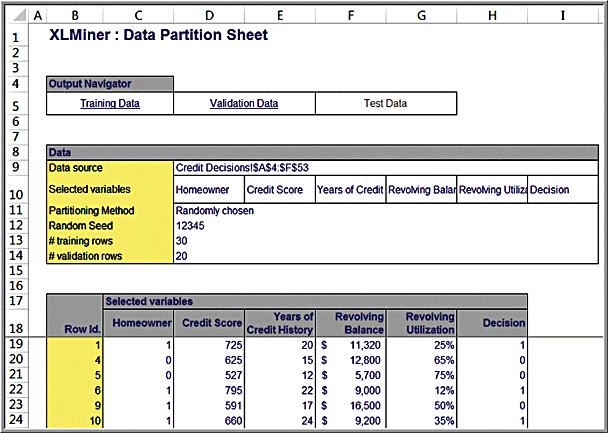 A B C D E F G H I
1 XLMiner : Data Partition Sheet
2
3
4 Output Navigator
5 Training Data Validation Data Test Data
6
7
8 Data
9 Data source Credit Decisions!$A$4:$F$53
10 Selected variables Homeowner Credit Score Years of Credit Revolving Balan Revolving Utiliza Decision
11 Partitioning Method Randomly chosen
12 Random Seed 12345
13 # training rows 30
14 # validation rows 20
15
16
17 Selected variables
18 Row Id. Homeowner Credit Score Years of Credit History Revolving Balance Revolving Utilization Decision
19 1 1 725 20 $ 11,320 25% 1
20 4 0 625 15 $ 12,800 65% 0
21 5 0 527 12 $ 5,700 75% 0
22 6 1 795 22 $ 9,000 12% 1
23 9 1 591 17 $ 16,500 50% 0
24 10 1 660 24 $ 9,200 35% 1